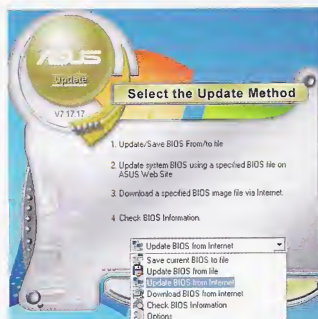 ASUS
Update
V7.17.17
Select the Update Method
1. Update/Save BIOS From/to file
2. Update system BIOS using a specified BIOS file on
ASUS Web Site
3. Download a specified BIOS image file via Internet.
4. Check BIOS Information.
Update BIOS from Internet
Save current BIOS to file
Update BIOS from file
Update BIOS from Internet
Download BIOS from Internet
Check BIOS Information
Options